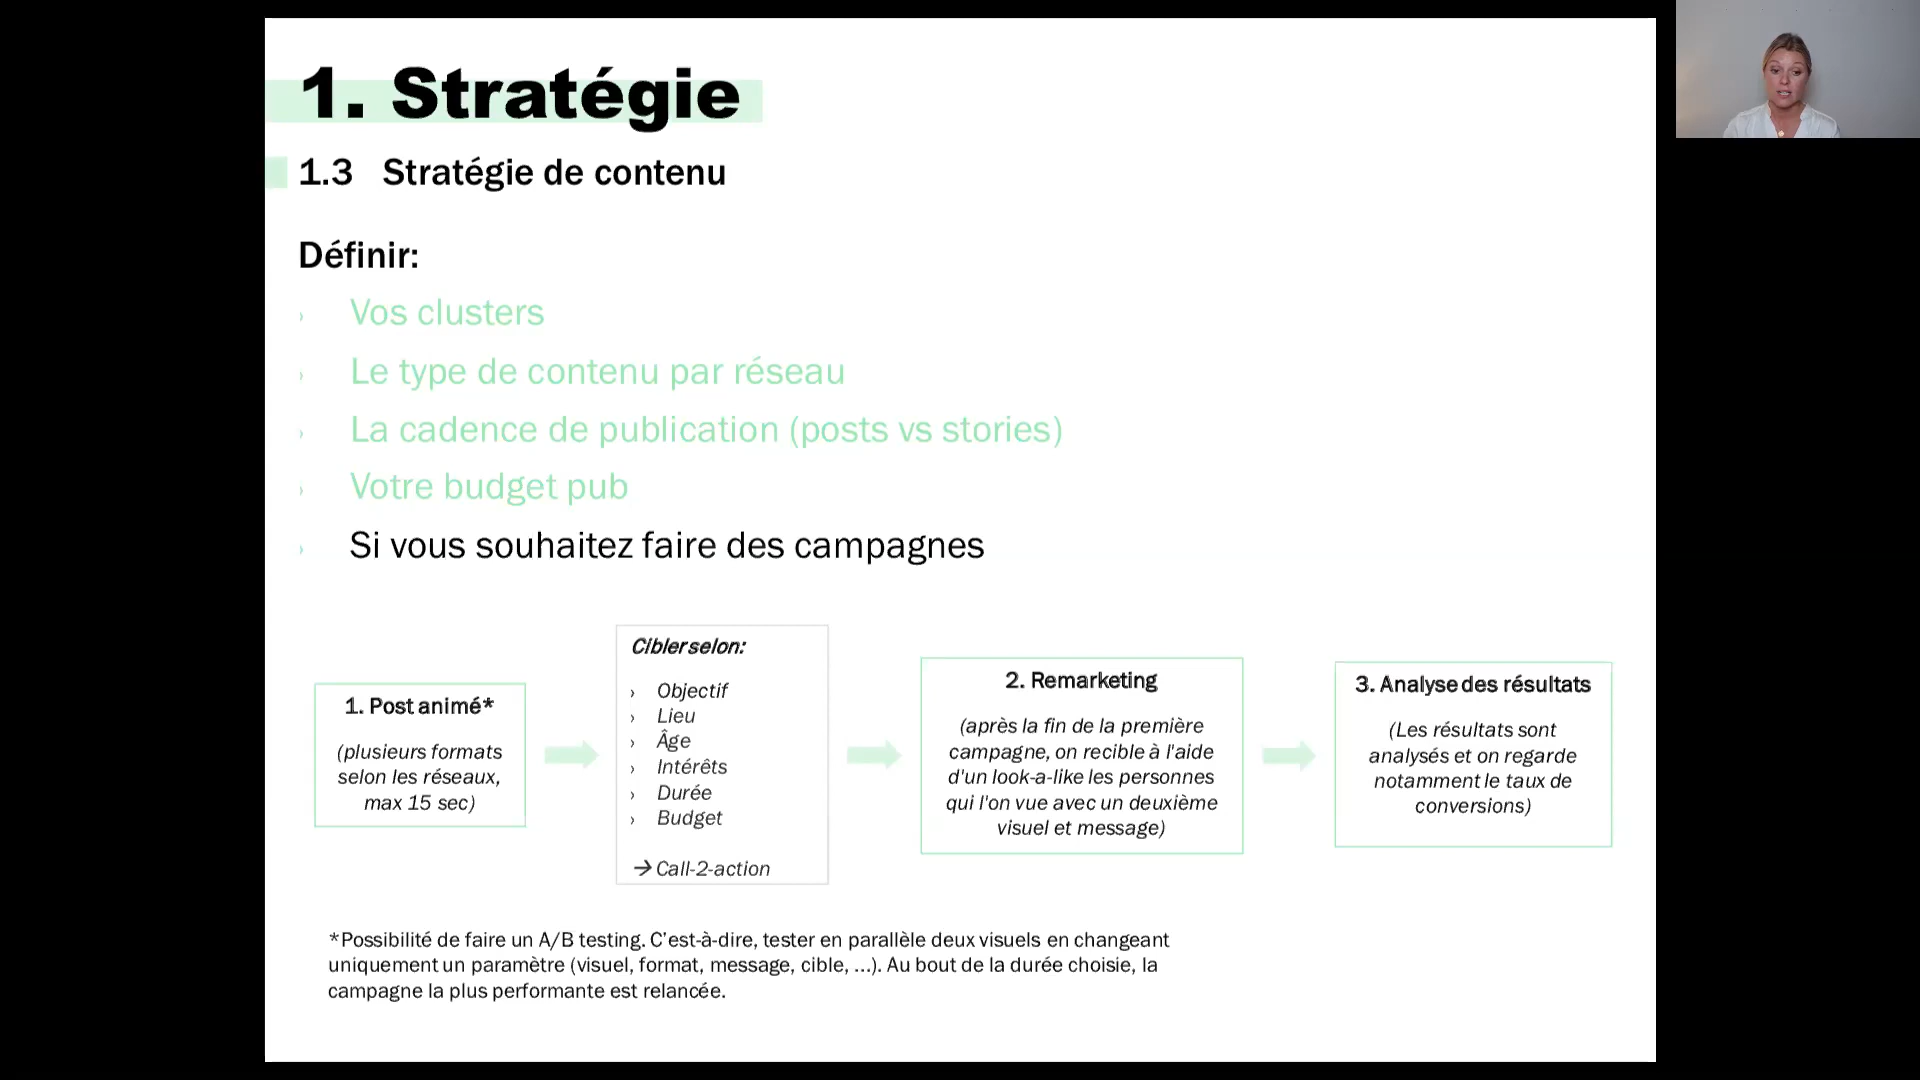 1. Stratégie
1.3 Stratégie de contenu
Définir:
› Vos clusters
› Le type de contenu par réseau
› La cadence de publication (posts vs stories)
› Votre budget pub
› Si vous souhaitez faire des campagnes
1. Post animé*
(plusieurs formats
selon les réseaux,
max 15 sec)
Cibler selon:
› Objectif
› Lieu
› Âge
› Intérêts
› Durée
› Budget
→ Call-2-action
2. Remarketing
(après la fin de la première
campagne, on recible à l'aide
d'un look-a-like les personnes
qui l'on vue avec un deuxième
visuel et message)
3. Analyse des résultats
(Les résultats sont
analysés et on regarde
notamment le taux de
conversions)
*Possibilité de faire un A/B testing. C’est-à-dire, tester en parallèle deux visuels en changeant
uniquement un paramètre (visuel, format, message, cible, …). Au bout de la durée choisie, la
campagne la plus performante est relancée.